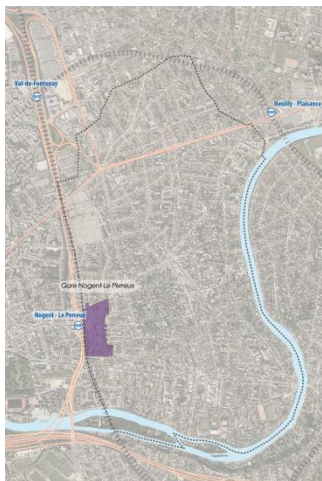 Val-de-Fontenay
Neuilly - Plaisance
Gare Nogent-Le Perreux
Nogent - Le Perreux